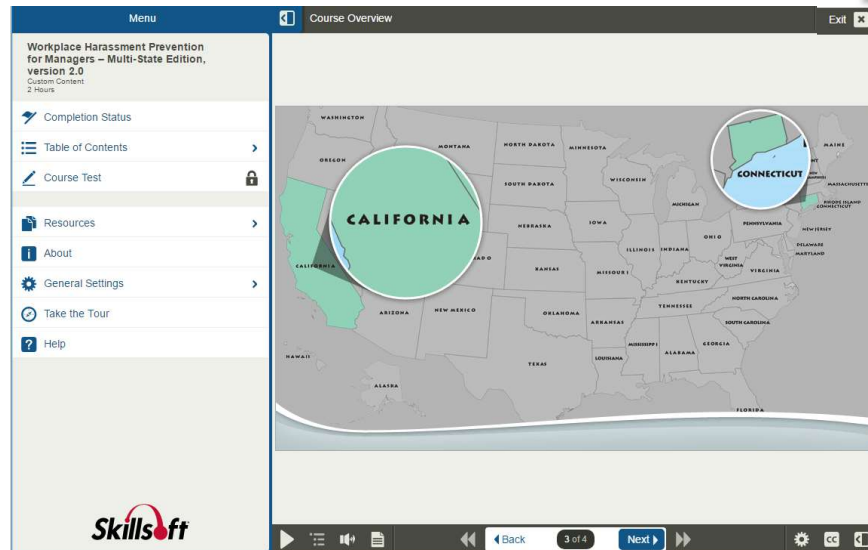 Menu
Course Overview
Exit
Workplace Harassment Prevention
for Managers – Multi-State Edition,
version 2.0
Custom Content
2 Hours
Completion Status
Table of Contents
Course Test
Resources
About
General Settings
Take the Tour
Help
Skillsoft
WASHINGTON
OREGON
MONTANA
NORTH DAKOTA
MINNESOTA
SOUTH DAKOTA
WISCONSIN
MICHIGAN
MAINE
CONNECTICUT
MASSACHUSETTS
RHODE ISLAND
CONNECTICUT
CALIFORNIA
CALIFORNIA
NEBRASKA
IOWA
ILLINOIS
INDIANA
OHIO
PENNSYLVANIA
NEW JERSEY
DELAWARE
MARYLAND
WEST
VIRGINIA
VIRGINIA
KANSAS
MISSOURI
KENTUCKY
NORTH CAROLINA
TENNESSEE
SOUTH CAROLINA
ARIZONA
NEW MEXICO
OKLAHOMA
ARKANSAS
MISSISSIPPI
ALABAMA
GEORGIA
LOUISIANA
TEXAS
HAWAII
ALASKA
FLORIDA
Back
3 of 4
Next
CC